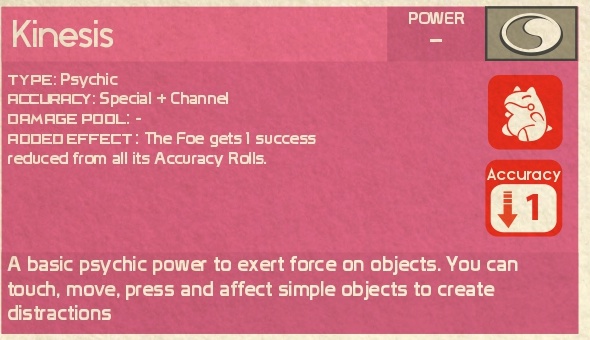 Kinesis
POWER
–
TYPE: Psychic
ACCURACY: Special + Channel
DAMAGE POOL: -
ADDED EFFECT: The Foe gets 1 success
reduced from all its Accuracy Rolls.
Accuracy
1
A basic psychic power to exert force on objects. You can
touch, move, press and affect simple objects to create
distractions